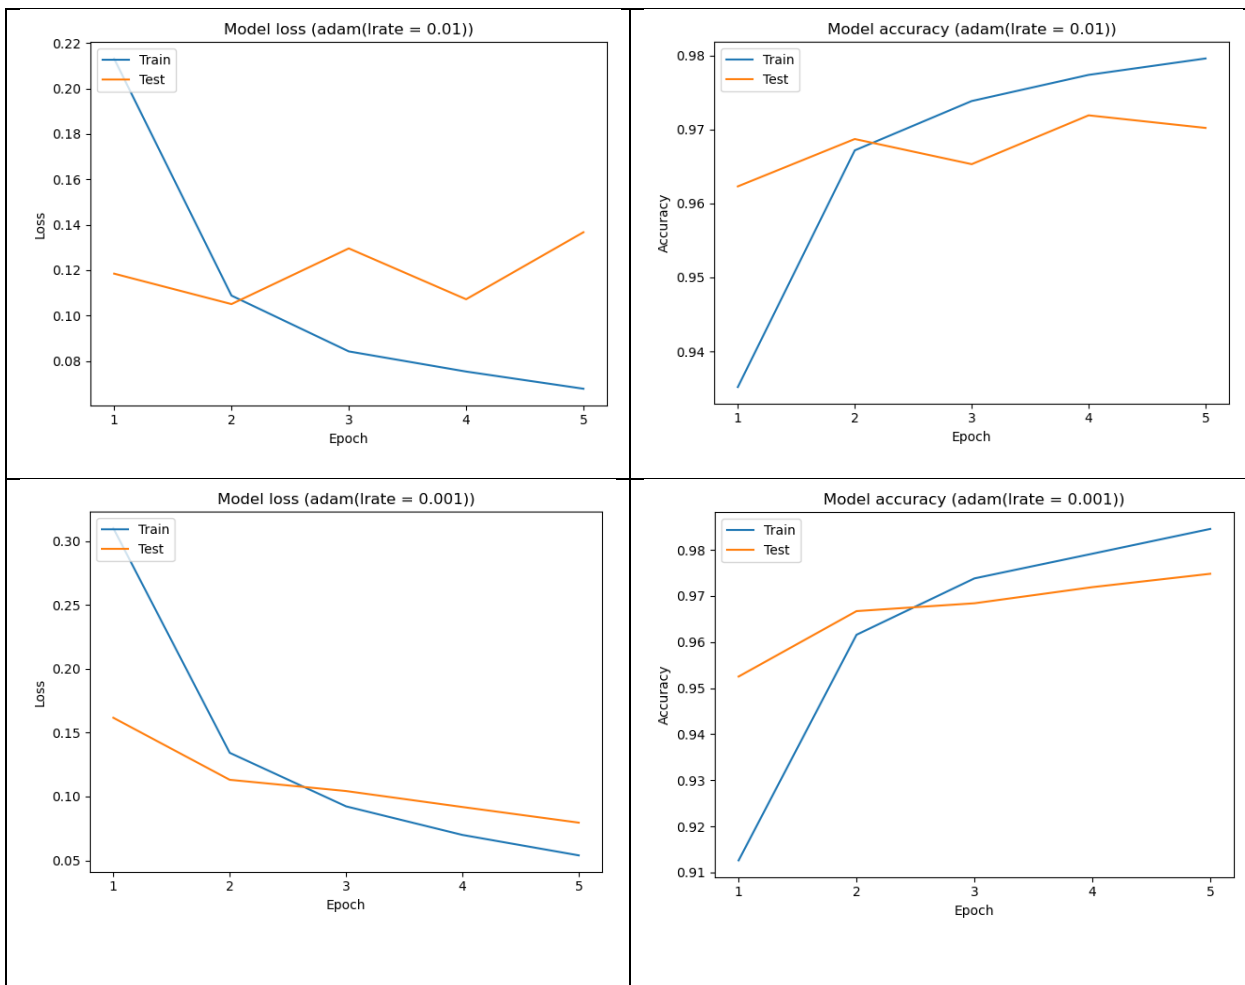 Model loss (adam(lrate = 0.01))
0.22
0.20
0.18
0.16
0.14
0.12
0.10
0.08
Loss
Train
Test
1 2 3 4 5
Epoch
Model accuracy (adam(lrate = 0.01))
0.98
0.97
0.96
0.95
0.94
Accuracy
Train
Test
1 2 3 4 5
Epoch
Model loss (adam(lrate = 0.001))
0.30
0.25
0.20
0.15
0.10
0.05
Loss
Train
Test
1 2 3 4 5
Epoch
Model accuracy (adam(lrate = 0.001))
0.98
0.97
0.96
0.95
0.94
0.93
0.92
0.91
Accuracy
Train
Test
1 2 3 4 5
Epoch